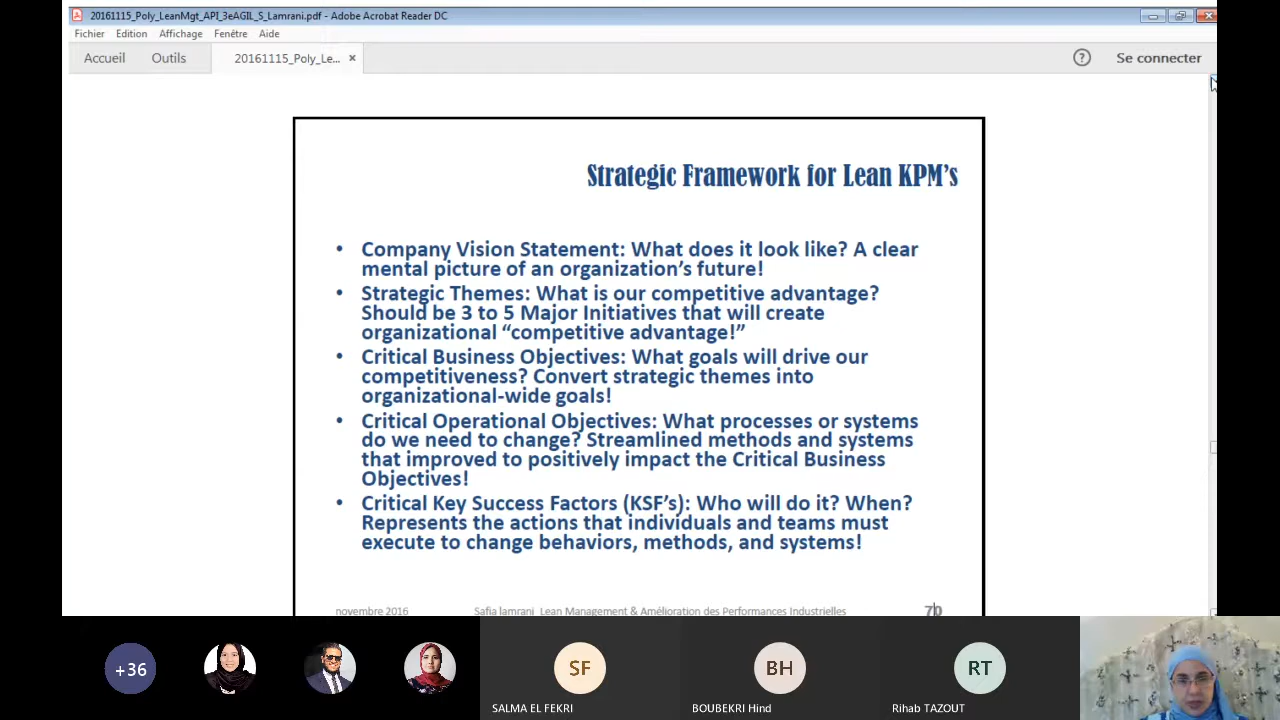 20161115_Poly_LeanMgt_API_3eAGIL_S_Lamrani.pdf - Adobe Acrobat Reader DC
Fichier Edition Affichage Fenêtre Aide
Accueil Outils 20161115_Poly_Le... × ? Se connecter
Strategic Framework for Lean KPM's
• Company Vision Statement: What does it look like? A clear
mental picture of an organization's future!
• Strategic Themes: What is our competitive advantage?
Should be 3 to 5 Major Initiatives that will create
organizational “competitive advantage!”
• Critical Business Objectives: What goals will drive our
competitiveness? Convert strategic themes into
organizational-wide goals!
• Critical Operational Objectives: What processes or systems
do we need to change? Streamlined methods and systems
that improved to positively impact the Critical Business
Objectives!
• Critical Key Success Factors (KSF's): Who will do it? When?
Represents the actions that individuals and teams must
execute to change behaviors, methods, and systems!
novembre 2016 Safia lamrani Lean Management & Amélioration des Performances Industrielles 70
+36 SF BH RT
SALMA EL FEKRI BOUBEKRI Hind Rihab TAZOUT